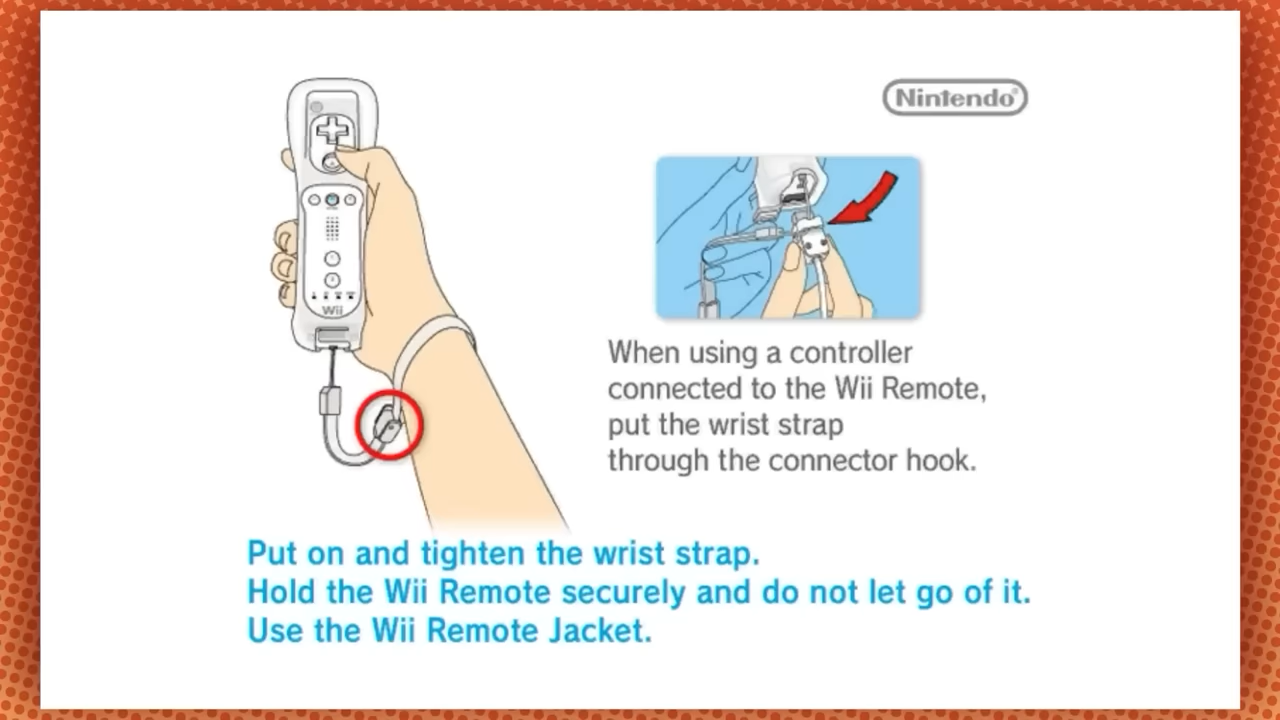 Nintendo®
When using a controller
connected to the Wii Remote,
put the wrist strap
through the connector hook.
Wii
Put on and tighten the wrist strap.
Hold the Wii Remote securely and do not let go of it.
Use the Wii Remote Jacket.